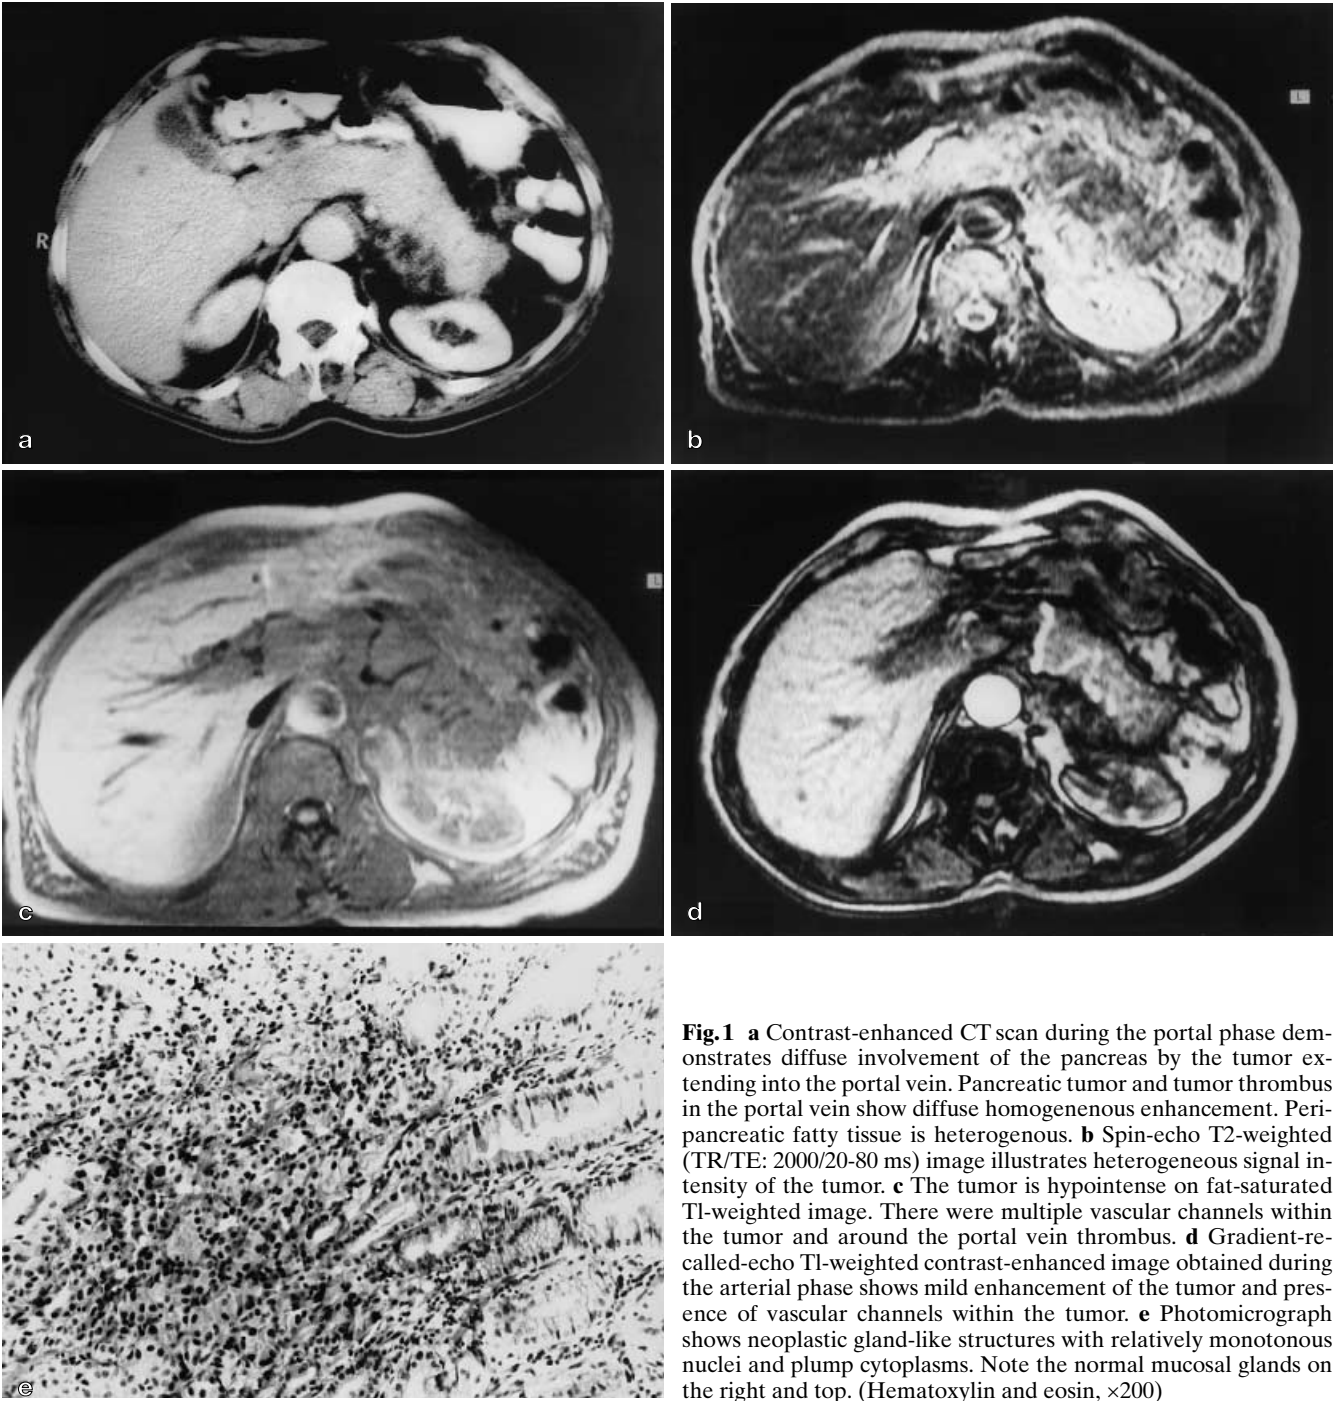 R
L
a
b
L
c
d
e
Fig.1 a Contrast-enhanced CT scan during the portal phase dem-
onstrates diffuse involvement of the pancreas by the tumor ex-
tending into the portal vein. Pancreatic tumor and tumor thrombus
in the portal vein show diffuse homogenenous enhancement. Peri-
pancreatic fatty tissue is heterogenous. b Spin-echo T2-weighted
(TR/TE: 2000/20-80 ms) image illustrates heterogeneous signal in-
tensity of the tumor. c The tumor is hypointense on fat-saturated
Tl-weighted image. There were multiple vascular channels within
the tumor and around the portal vein thrombus. d Gradient-re-
called-echo Tl-weighted contrast-enhanced image obtained during
the arterial phase shows mild enhancement of the tumor and pres-
ence of vascular channels within the tumor. e Photomicrograph
shows neoplastic gland-like structures with relatively monotonous
nuclei and plump cytoplasms. Note the normal mucosal glands on
the right and top. (Hematoxylin and eosin, ×200)